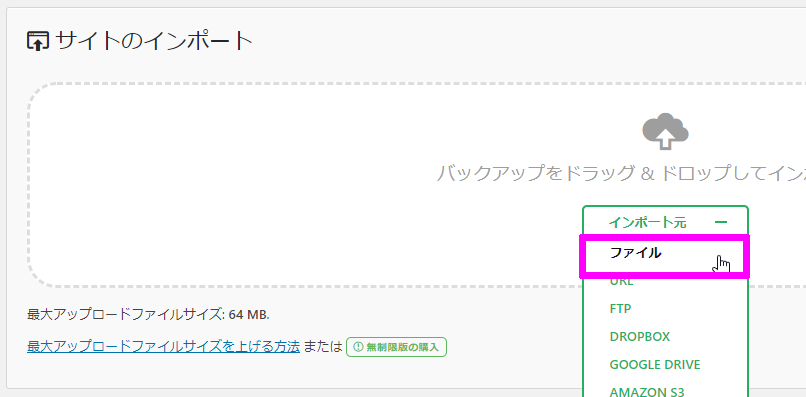 サイトのインポート
バックアップをドラッグ & ドロップしてイン
インポート元
ファイル
URL
FTP
DROPBOX
GOOGLE DRIVE
AMAZON S3
最大アップロードファイルサイズ: 64 MB.
最大アップロードファイルサイズを上げる方法 または 無制限版の購入